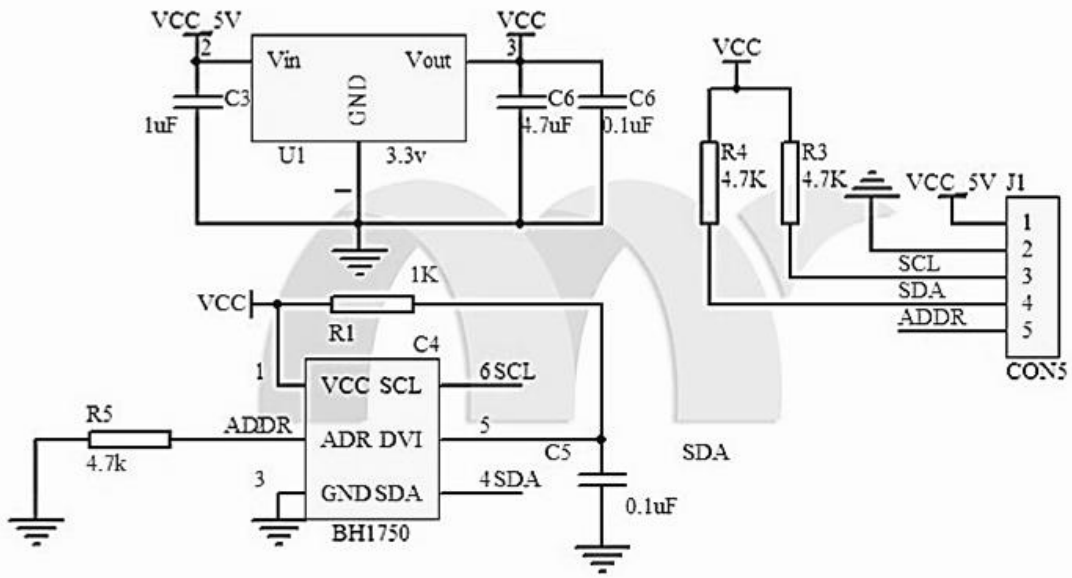 VCC_5V
VCC
2
3
Vin
Vout
GND
C3
1uF
C6
4.7uF
C6
0.1uF
U1
3.3v
1
VCC
R4
4.7K
R3
4.7K
VCC_5V
J1
1
2
SCL
3
SDA
4
ADDR
5
CON5
VCC
1K
R1
C4
1
VCC SCL
6 SCL
R5
4.7k
ADDR
ADR DVI
5
C5
SDA
3
GND SDA
4 SDA
0.1uF
BH1750